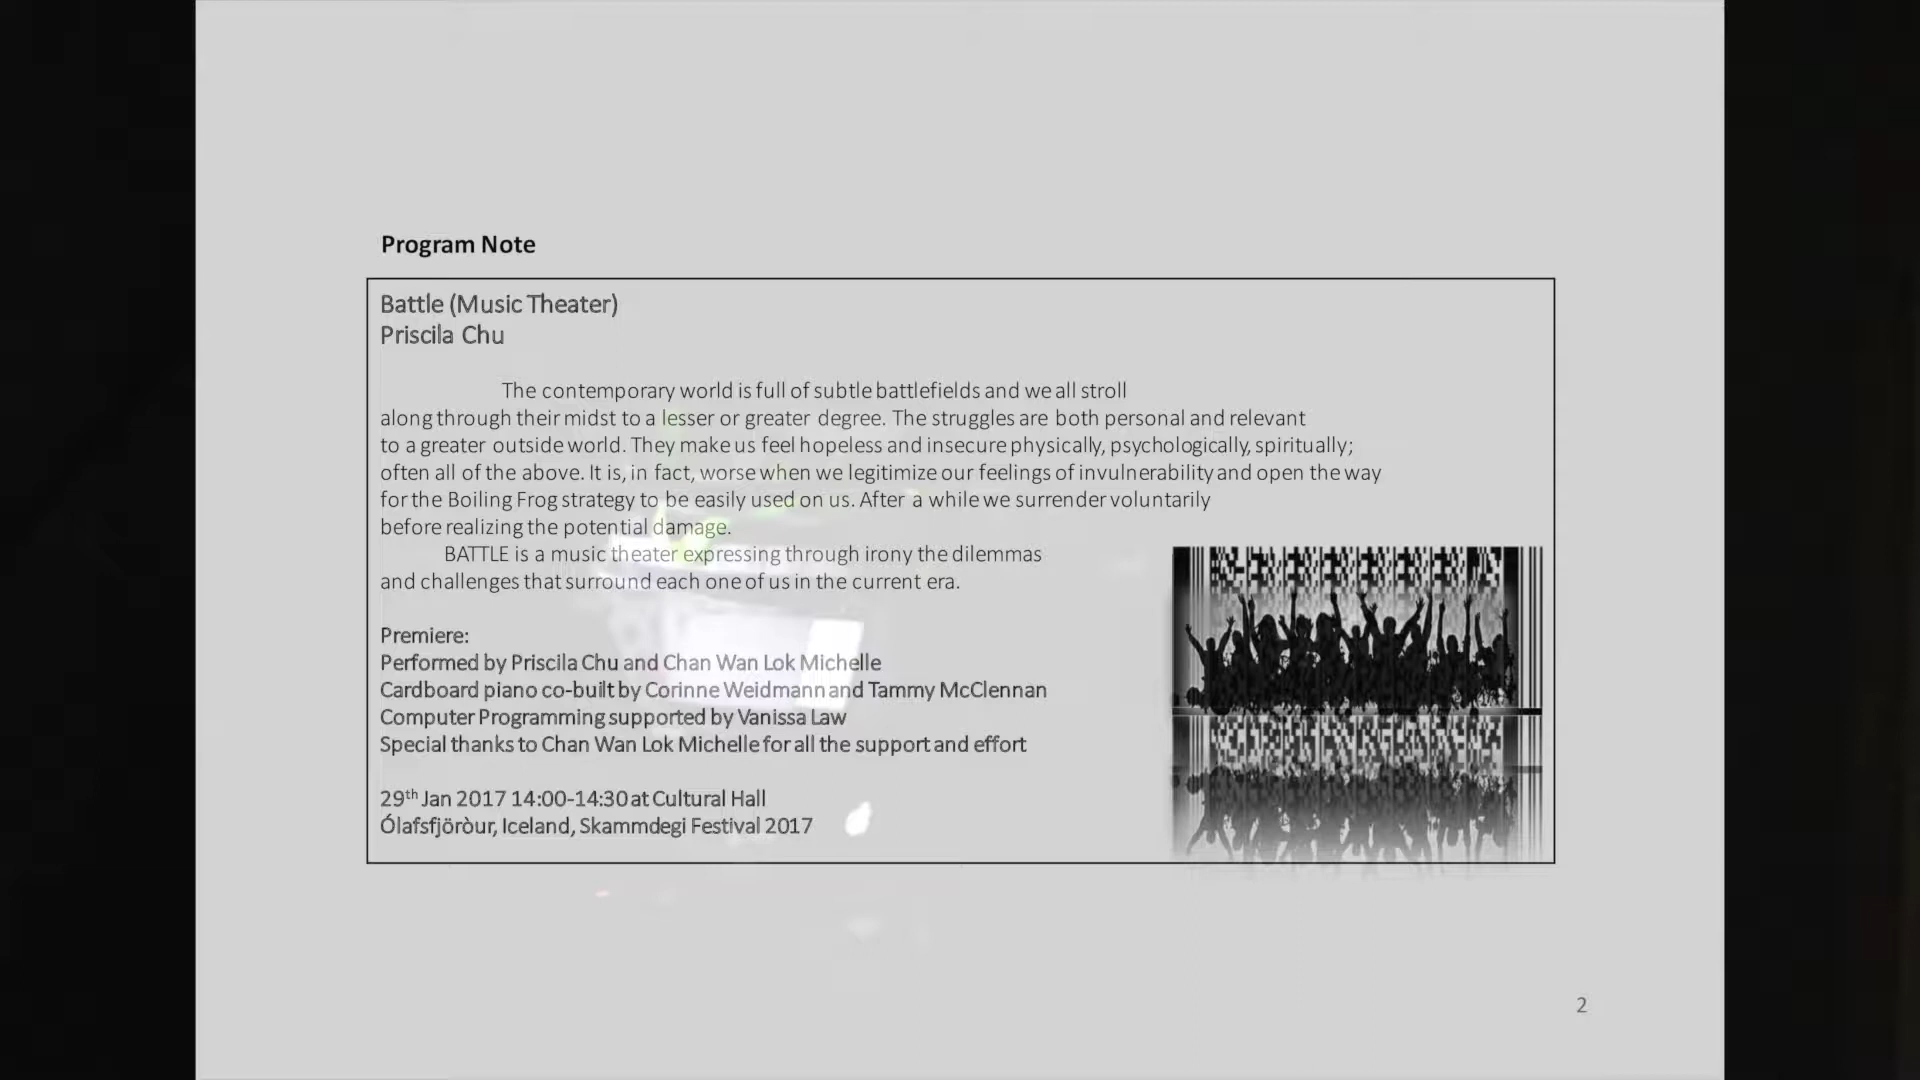 Program Note
Battle (Music Theater)
Priscila Chu
The contemporary world is full of subtle battlefields and we all stroll
along through their midst to a lesser or greater degree. The struggles are both personal and relevant
to a greater outside world. They make us feel hopeless and insecure physically, psychologically, spiritually;
often all of the above. It is, in fact, worse when we legitimize our feelings of invulnerability and open the way
for the Boiling Frog strategy to be easily used on us. After a while we surrender voluntarily
before realizing the potential damage.
BATTLE is a music theater expressing through irony the dilemmas
and challenges that surround each one of us in the current era.
Premiere:
Performed by Priscila Chu and Chan Wan Lok Michelle
Cardboard piano co-built by Corinne Weidmann and Tammy McClennan
Computer Programming supported by Vanissa Law
Special thanks to Chan Wan Lok Michelle for all the support and effort
29th Jan 2017 14:00-14:30 at Cultural Hall
Ólafsfjöròur, Iceland, Skammdegi Festival 2017
2